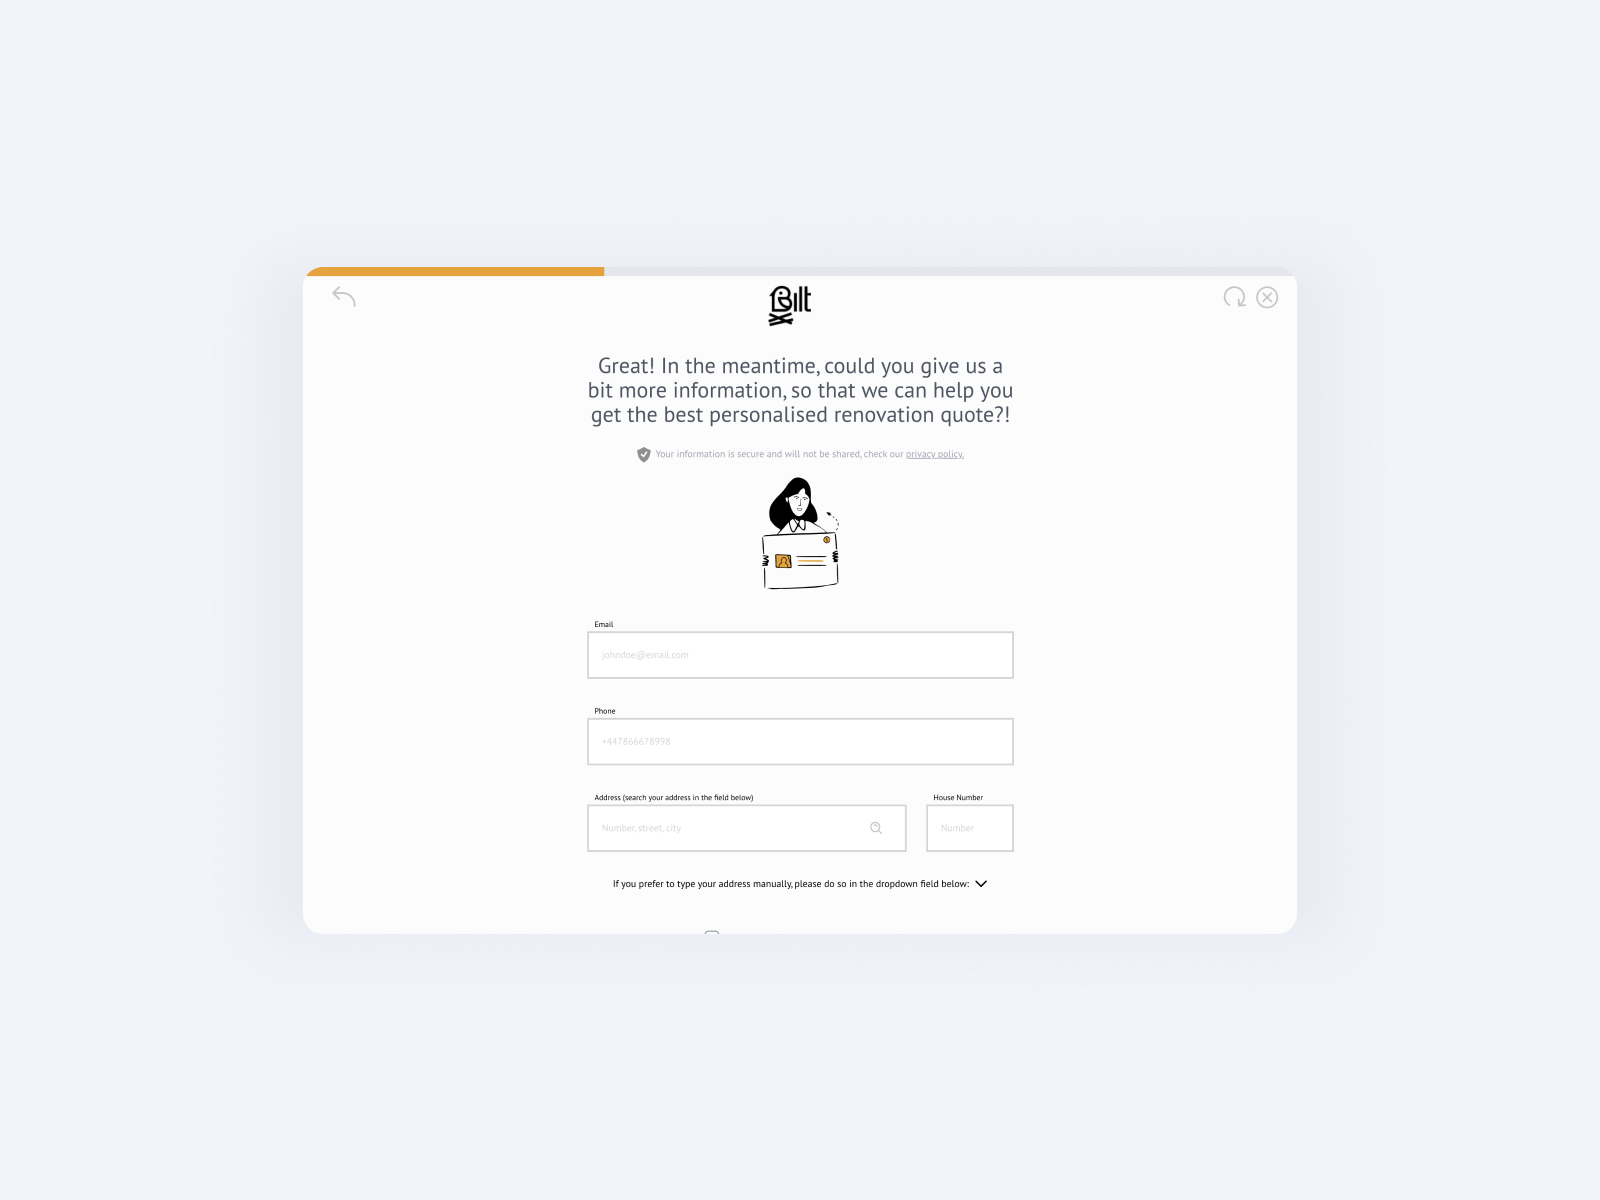 Bilt
Great! In the meantime, could you give us a
bit more information, so that we can help you
get the best personalised renovation quote?!
Your information is secure and will not be shared, check our privacy policy.
Email
johndoe@email.com
Phone
+447866678998
Address (search your address in the field below)
House Number
Number, street, city
Number
If you prefer to type your address manually, please do so in the dropdown field below: